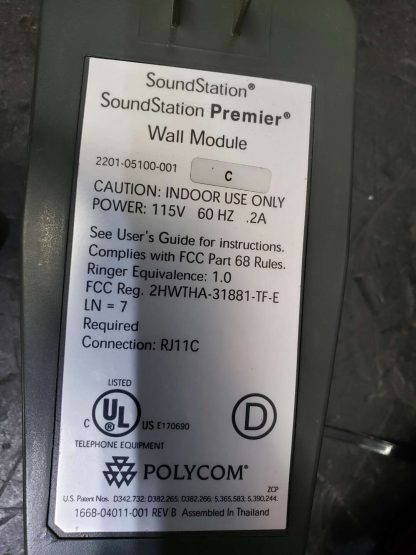 SoundStation®
SoundStation Premier®
Wall Module
2201-05100-001 C
CAUTION: INDOOR USE ONLY
POWER: 115V 60 HZ .2A
See User's Guide for instructions.
Complies with FCC Part 68 Rules.
Ringer Equivalence: 1.0
FCC Reg. 2HWTHA-31881-TF-E
LN = 7
Required
Connection: RJ11C
LISTED
C UL US E170690
D
TELEPHONE EQUIPMENT
POLYCOM®
ZCP
U.S. Patent Nos. D342,732; D382,265; D382,266; 5,365,583; 5,390,244.
1668-04011-001 REV B Assembled In Thailand